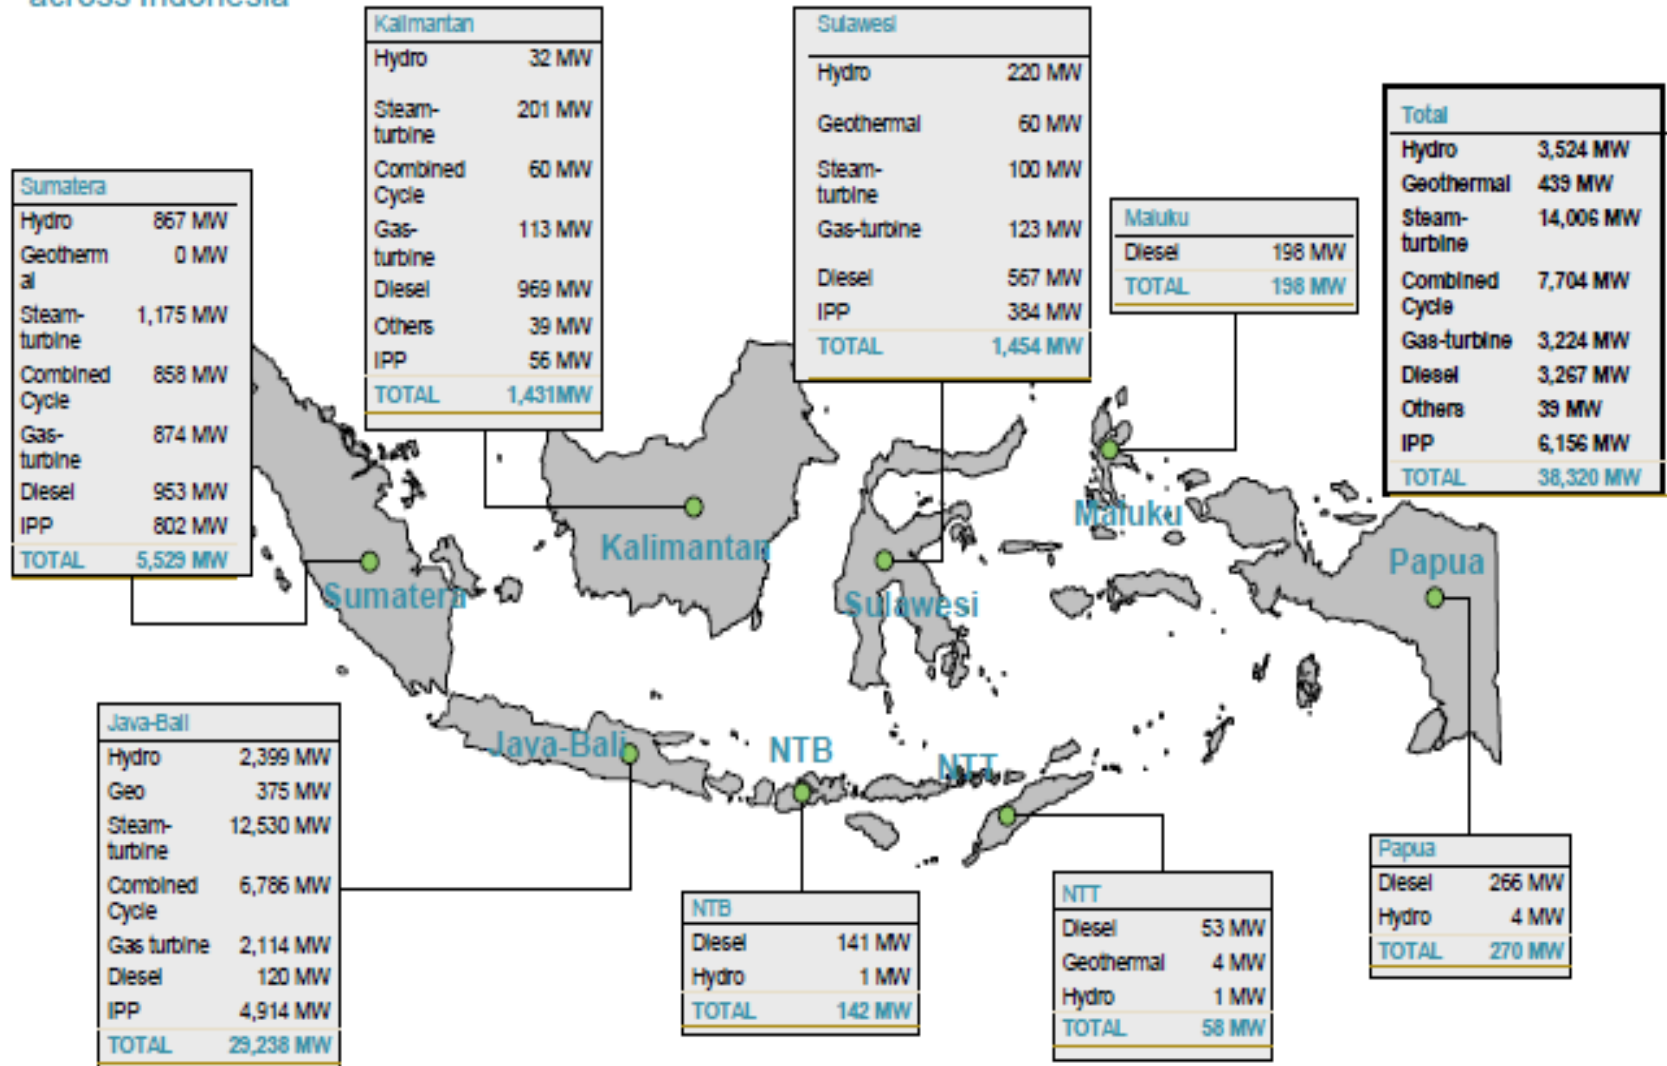 across Indonesia
Kalimantan
Hydro 32 MW
Steam- 201 MW
turbine
Combined 60 MW
Cycle
Gas- 113 MW
turbine
Diesel 969 MW
Others 39 MW
IPP 56 MW
TOTAL 1,431MW
Sulawesi
Hydro 220 MW
Geothermal 60 MW
Steam- 100 MW
turbine
Gas-turbine 123 MW
Diesel 567 MW
IPP 384 MW
TOTAL 1,454 MW
Total
Hydro 3,524 MW
Geothermal 439 MW
Steam- 14,006 MW
turbine
Combined 7,704 MW
Cycle
Gas-turbine 3,224 MW
Diesel 3,267 MW
Others 39 MW
IPP 6,156 MW
TOTAL 38,320 MW
Sumatera
Hydro 867 MW
Geotherm 0 MW
al
Steam- 1,175 MW
turbine
Combined 858 MW
Cycle
Gas- 874 MW
turbine
Diesel 953 MW
IPP 802 MW
TOTAL 5,529 MW
Maluku
Diesel 198 MW
TOTAL 198 MW
Maluku
Kalimantan
Papua
Sumatera
Sulawesi
Java-Bali
NTB
NTT
Java-Bali
Hydro 2,399 MW
Geo 375 MW
Steam- 12,530 MW
turbine
Combined 6,786 MW
Cycle
Gas turbine 2,114 MW
Diesel 120 MW
IPP 4,914 MW
TOTAL 29,238 MW
NTB
Diesel 141 MW
Hydro 1 MW
TOTAL 142 MW
NTT
Diesel 53 MW
Geothermal 4 MW
Hydro 1 MW
TOTAL 58 MW
Papua
Diesel 266 MW
Hydro 4 MW
TOTAL 270 MW